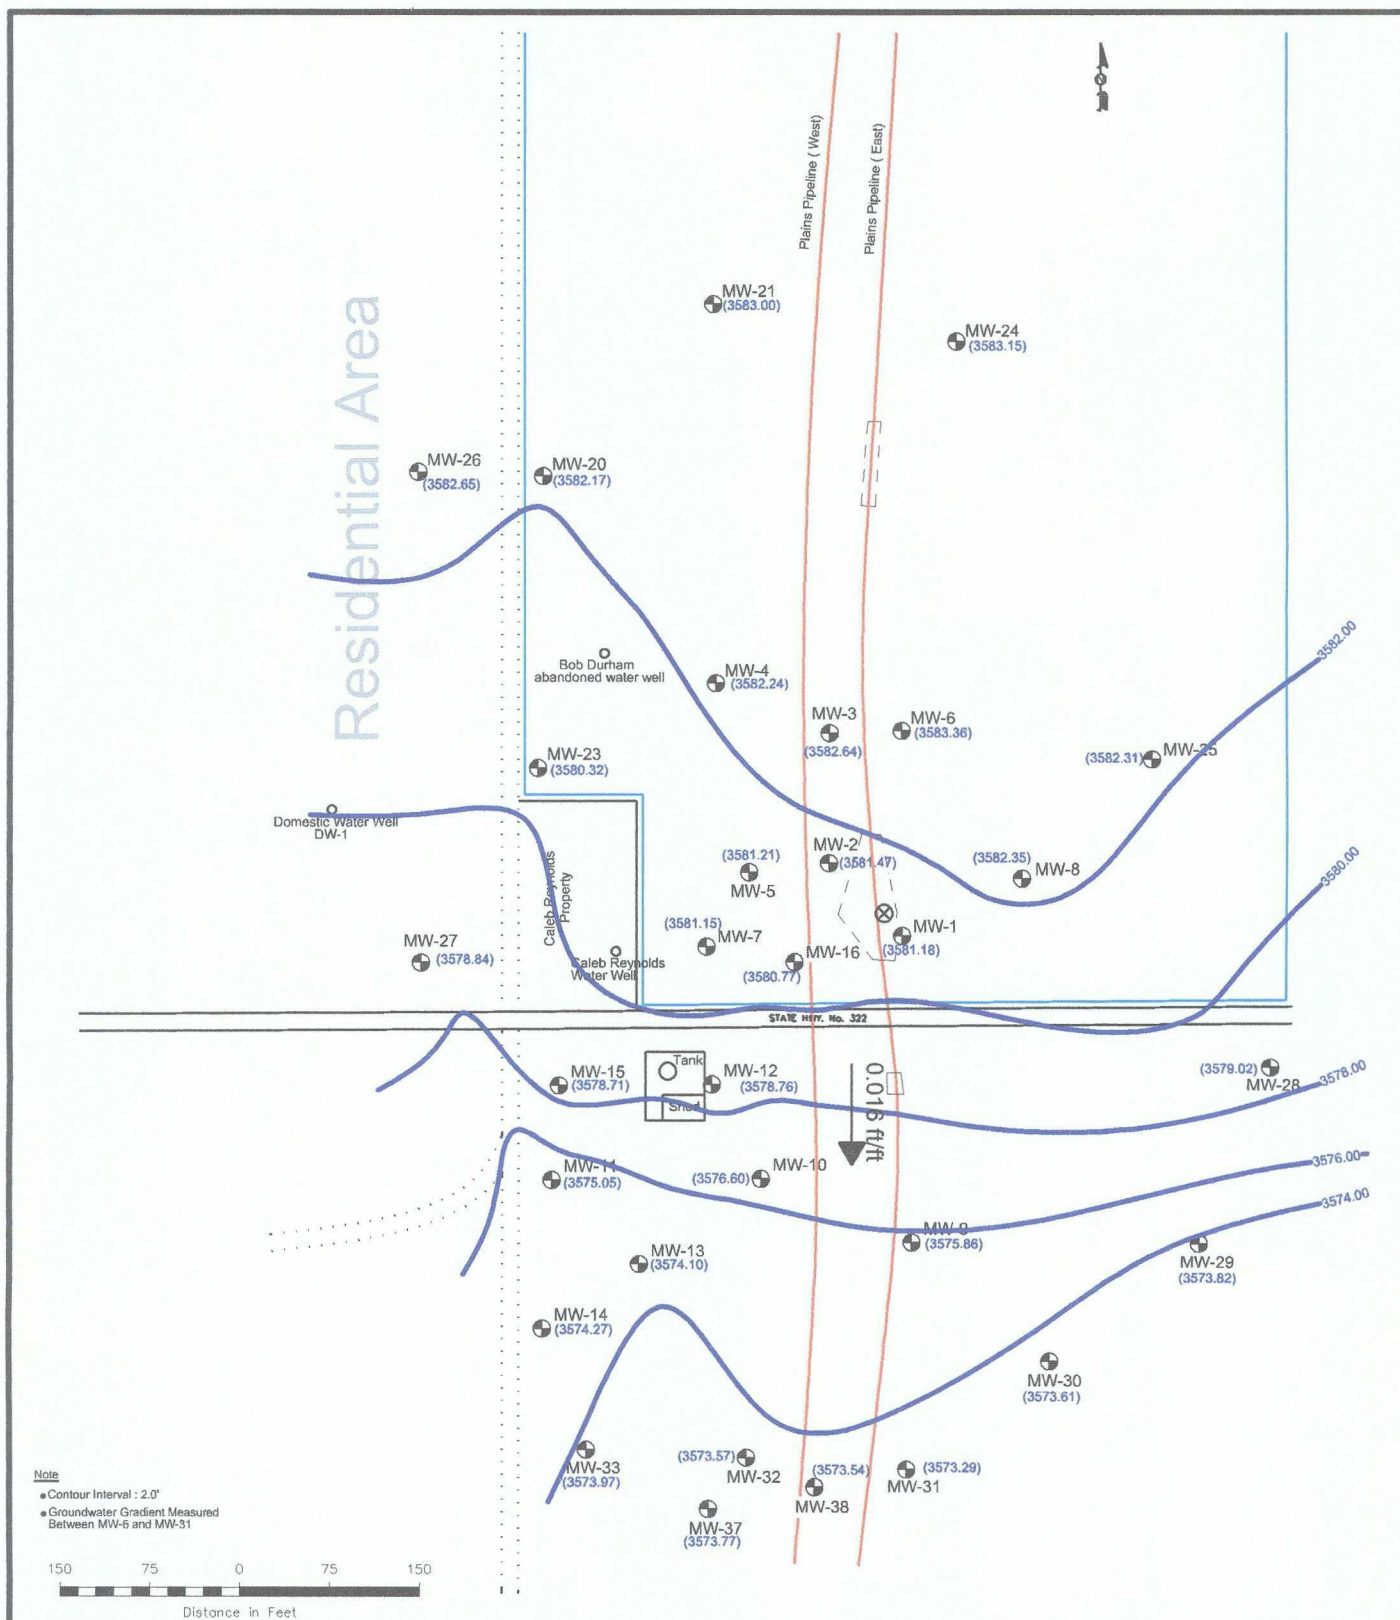 Plains Pipeline ( West)
Plains Pipeline ( East)
MW-21
(3583.00)
MW-24
(3583.15)
Residential Area
MW-26
(3582.65)
MW-20
(3582.17)
3582.00
Bob Durham
abandoned water well
MW-4
(3582.24)
MW-3
(3582.64)
MW-6
(3583.36)
MW-25
(3582.31)
MW-23
(3580.32)
Domestic Water Well
DW-1
MW-2
(3581.47)
(3581.21)
MW-5
(3582.35)
MW-8
3580.00
Caleb Reynolds
Property
(3581.15)
MW-7
MW-1
(3581.18)
MW-27
(3578.84)
Caleb Reynolds
Water Well
MW-16
(3580.77)
STATE HWY. No. 322
Tank
Shed
MW-15
(3578.71)
MW-12
(3578.76)
0.016 ft/ft
(3579.02)
MW-28
3578.00
MW-11
(3575.05)
MW-10
(3576.60)
3576.00
3574.00
MW-9
(3575.86)
MW-13
(3574.10)
MW-29
(3573.82)
MW-14
(3574.27)
MW-30
(3573.61)
MW-33
(3573.97)
(3573.57)
MW-32
(3573.54)
MW-38
(3573.29)
MW-31
MW-37
(3573.77)
Note
Contour Interval : 2.0'
Groundwater Gradient Measured
Between MW-6 and MW-31
150 75 0 75 150
Distance in Feet